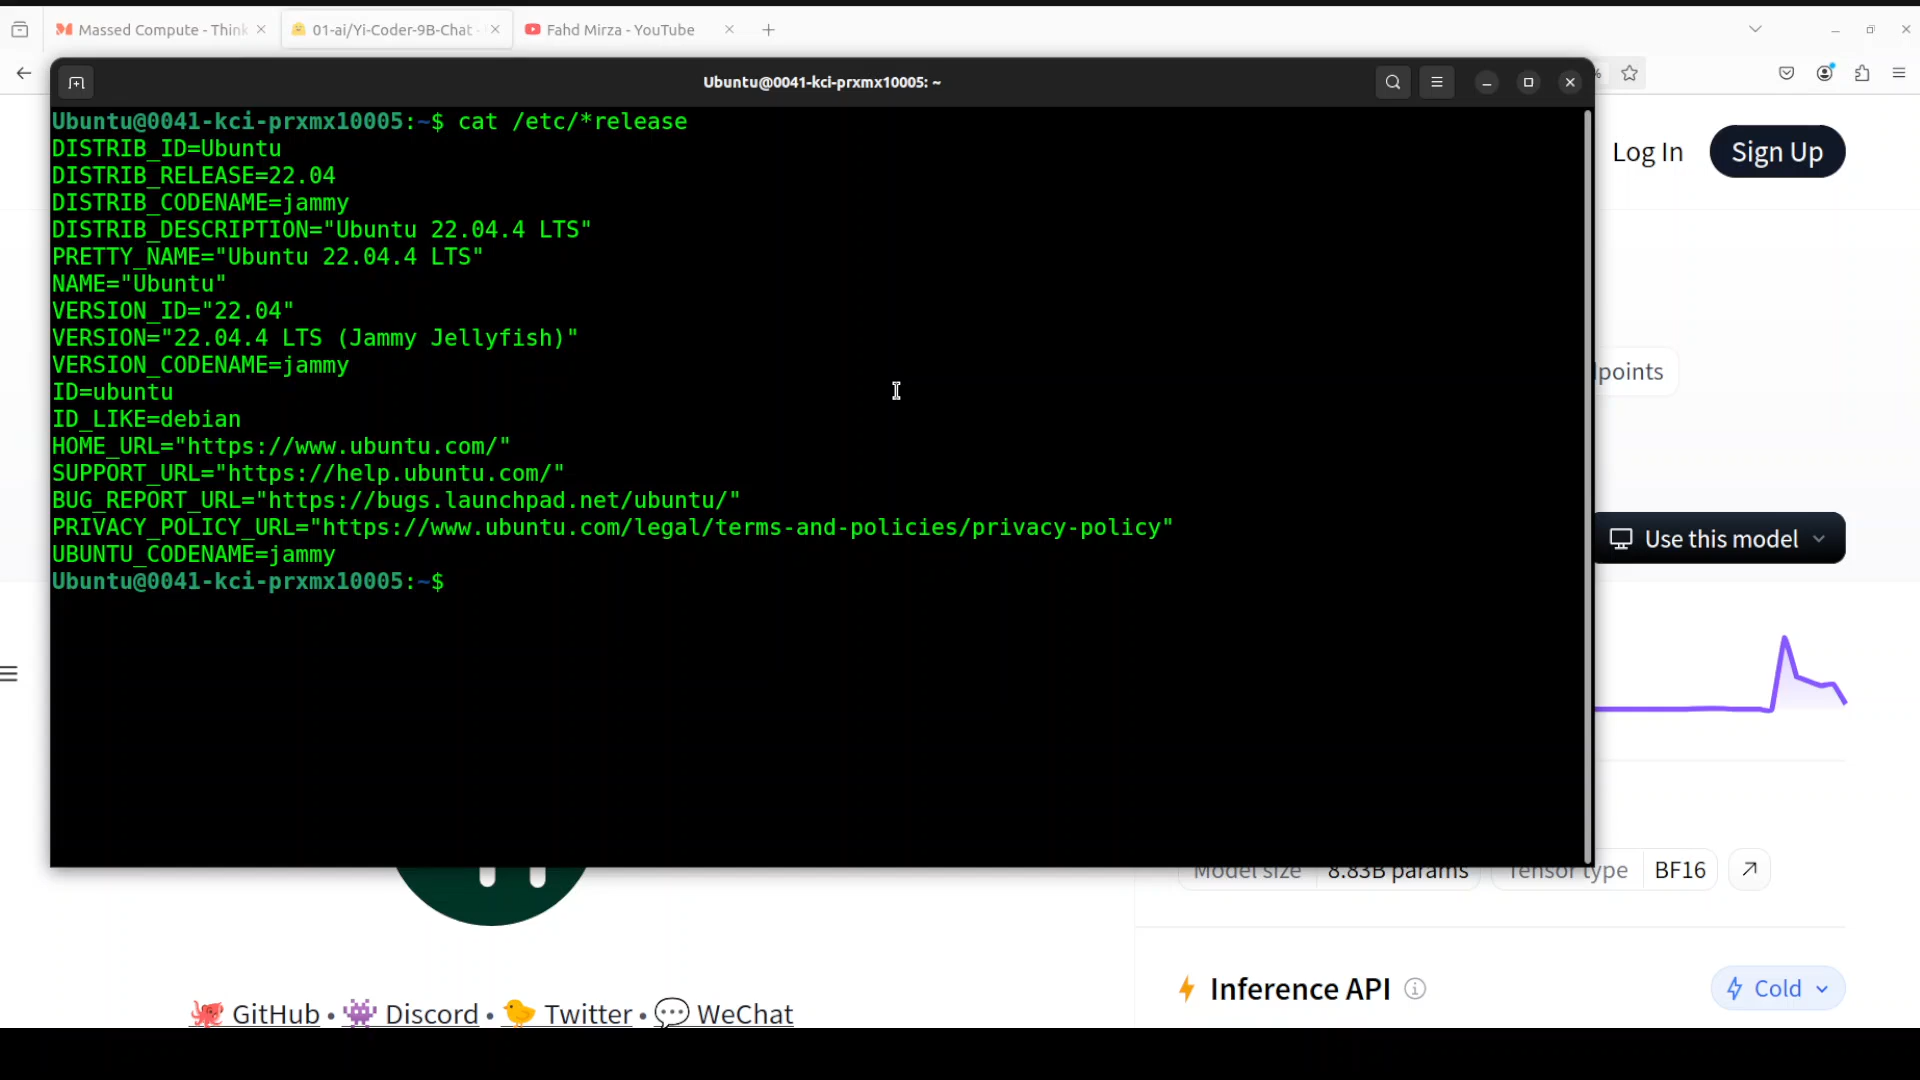 Massed Compute - Think
01-ai/Yi-Coder-9B-Chat
Fahd Mirza - YouTube
Ubuntu@0041-kci-prxmx10005: ~
Ubuntu@0041-kci-prxmx10005:~$ cat /etc/*release
DISTRIB_ID=Ubuntu
DISTRIB_RELEASE=22.04
DISTRIB_CODENAME=jammy
DISTRIB_DESCRIPTION="Ubuntu 22.04.4 LTS"
PRETTY_NAME="Ubuntu 22.04.4 LTS"
NAME="Ubuntu"
VERSION_ID="22.04"
VERSION="22.04.4 LTS (Jammy Jellyfish)"
VERSION_CODENAME=jammy
ID=ubuntu
ID_LIKE=debian
HOME_URL="https://www.ubuntu.com/"
SUPPORT_URL="https://help.ubuntu.com/"
BUG_REPORT_URL="https://bugs.launchpad.net/ubuntu/"
PRIVACY_POLICY_URL="https://www.ubuntu.com/legal/terms-and-policies/privacy-policy"
UBUNTU_CODENAME=jammy
Ubuntu@0041-kci-prxmx10005:~$
Log In
Sign Up
points
Use this model
Model size 8.83B params
Tensor type BF16
Inference API
Cold
GitHub • Discord • Twitter • WeChat